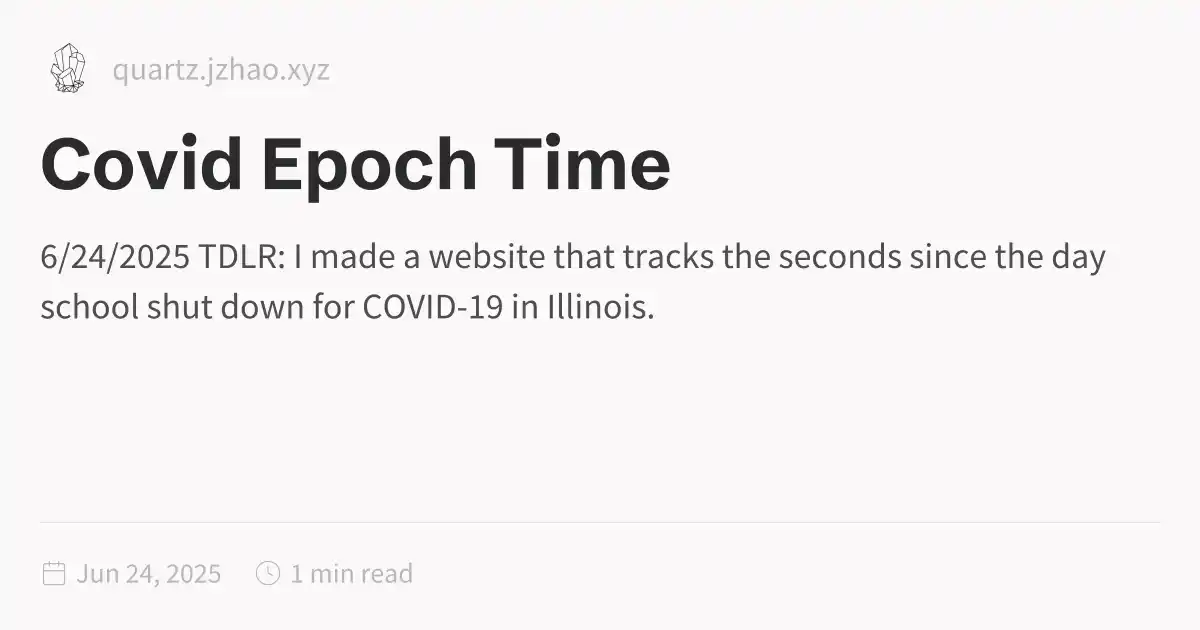 quartz.jzhao.xyz
Covid Epoch Time
6/24/2025 TDLR: I made a website that tracks the seconds since the day
school shut down for COVID-19 in Illinois.
Jun 24, 2025 1 min read